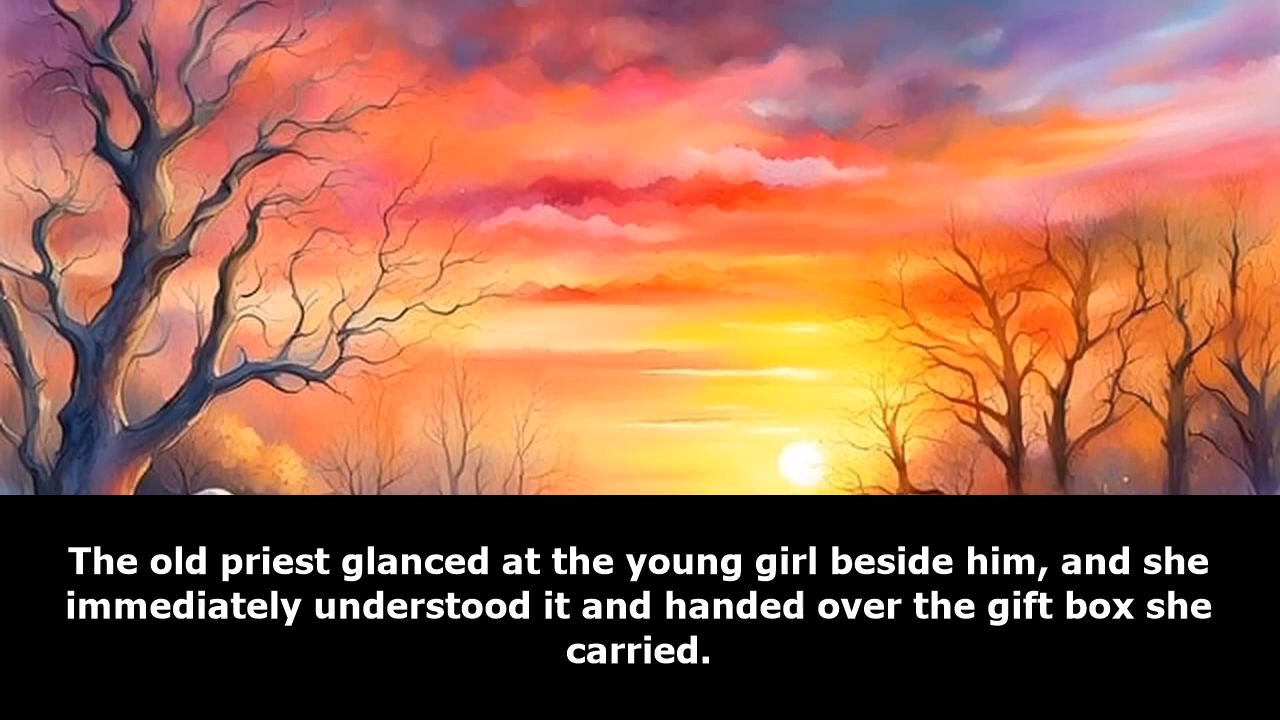 The old priest glanced at the young girl beside him, and she
immediately understood it and handed over the gift box she
carried.